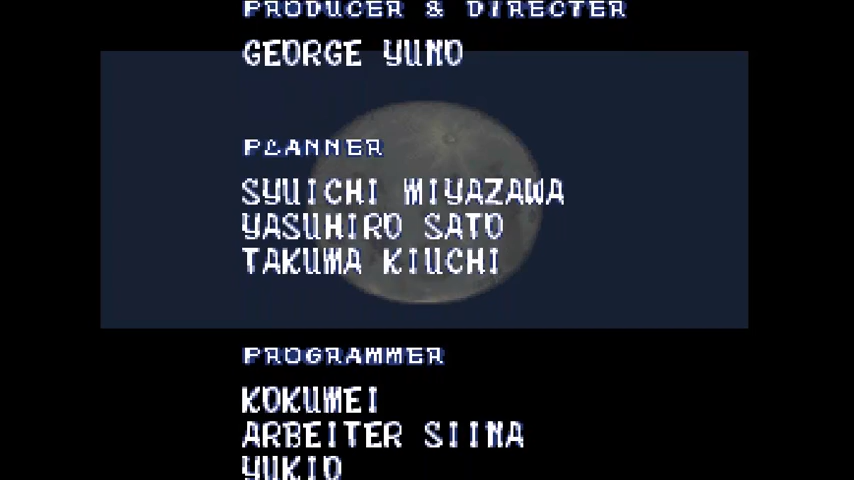 PRODUCER & DIRECTER
GEORGE YUNO
PLANNER
SYUICHI MIYAZAWA
YASUHIRO SATO
TAKUMA KIUCHI
PROGRAMMER
KOKUMEI
ARBEITER SIINA
YUKIO